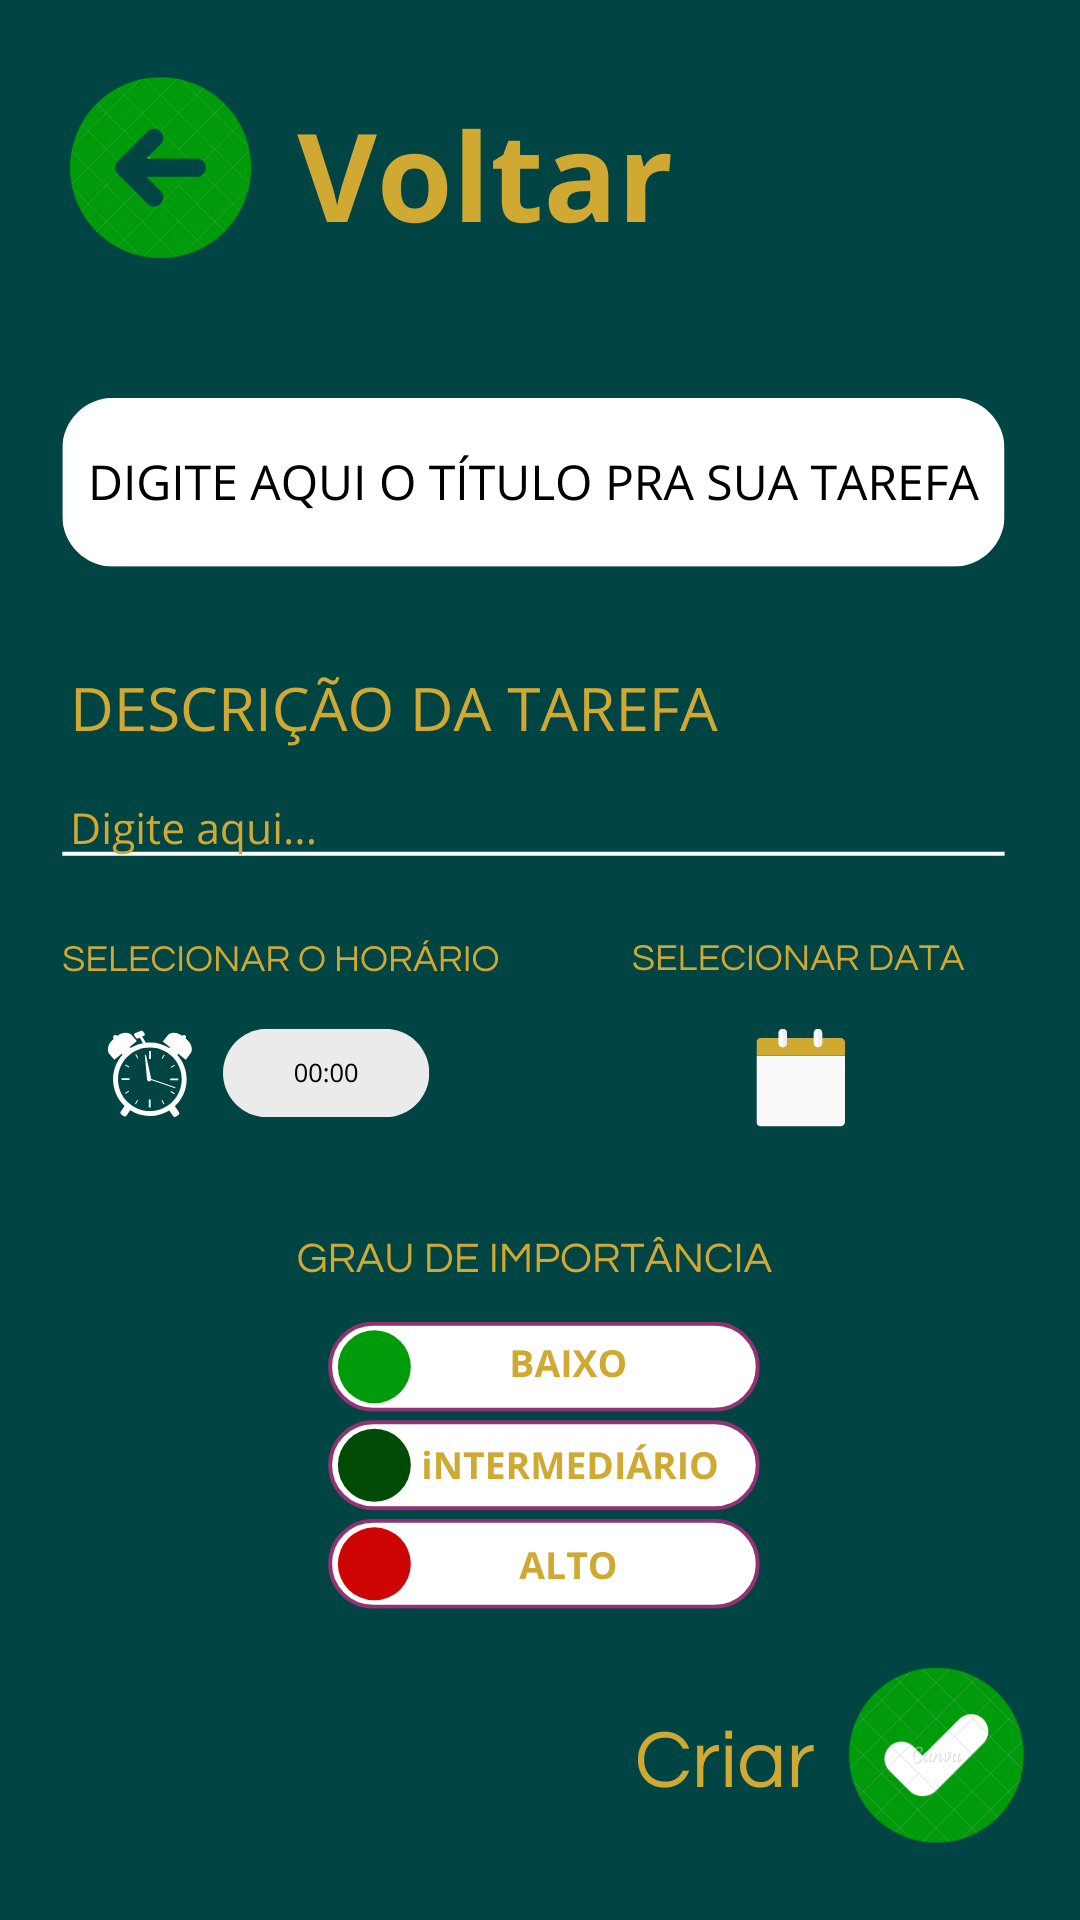 Voltar
DIGITE AQUI O TÍTULO PRA SUA TAREFA
DESCRIÇÃO DA TAREFA
Digite aqui...
SELECIONAR O HORÁRIO
SELECIONAR DATA
00:00
GRAU DE IMPORTÂNCIA
BAIXO
iNTERMEDIÁRIO
ALTO
Criar
Canva